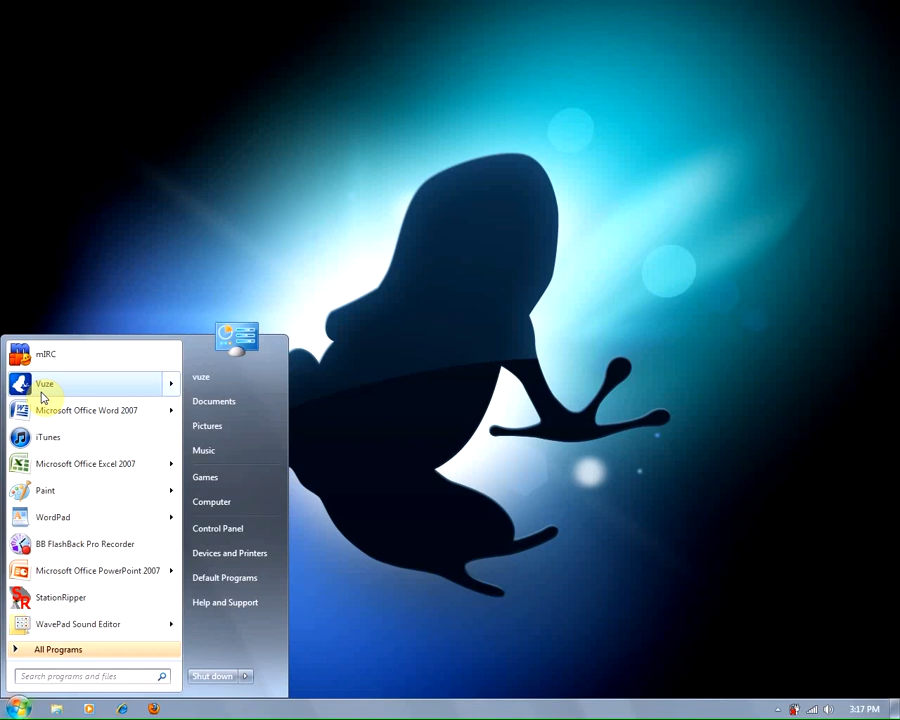 mIRC
Vuze
Microsoft Office Word 2007
iTunes
Microsoft Office Excel 2007
Paint
WordPad
BB FlashBack Pro Recorder
Microsoft Office PowerPoint 2007
StationRipper
WavePad Sound Editor
All Programs
Search programs and files
vuze
Documents
Pictures
Music
Games
Computer
Control Panel
Devices and Printers
Default Programs
Help and Support
Shut down
3:17 PM